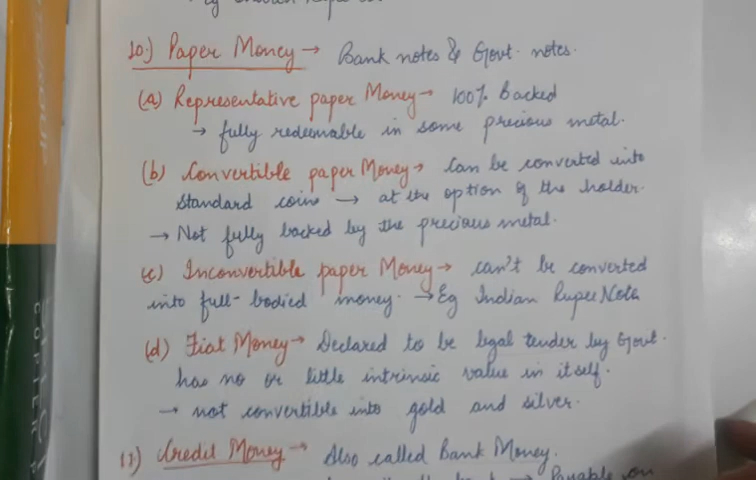 10.) Paper Money → Bank notes & Govt. notes.
(a) Representative paper Money → 100% Backed
→ fully redeemable in some precious metal.
(b) Convertible paper Money → Can be converted into
standard coins → at the option of the holder.
→ Not fully backed by the precious metal.
(c) Inconvertible paper Money → can't be converted
into full-bodied money. → Eg Indian Rupee Note
(d) Fiat Money → Declared to be legal tender by Govt.
has no or little intrinsic value in itself.
→ not convertible into gold and silver.
11) Credit Money → Also called Bank Money.
→ Payable on